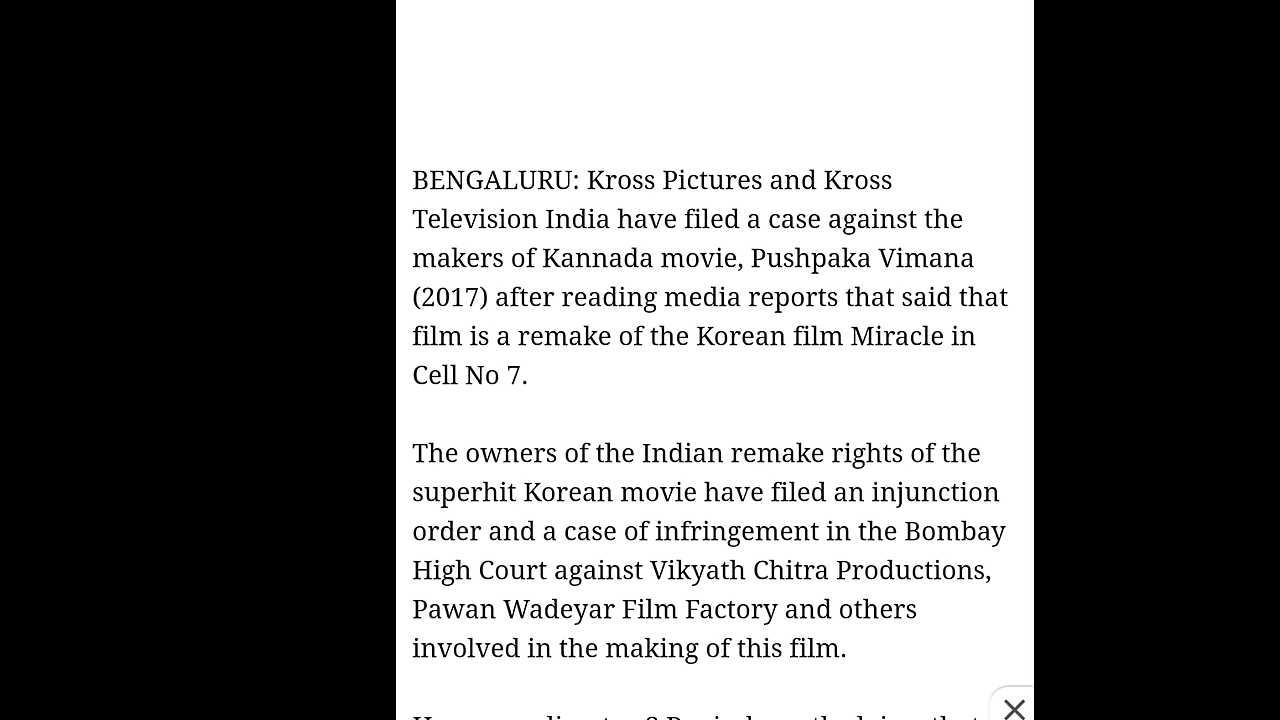 BENGALURU: Kross Pictures and Kross
Television India have filed a case against the
makers of Kannada movie, Pushpaka Vimana
(2017) after reading media reports that said that
film is a remake of the Korean film Miracle in
Cell No 7.
The owners of the Indian remake rights of the
superhit Korean movie have filed an injunction
order and a case of infringement in the Bombay
High Court against Vikyath Chitra Productions,
Pawan Wadeyar Film Factory and others
involved in the making of this film.